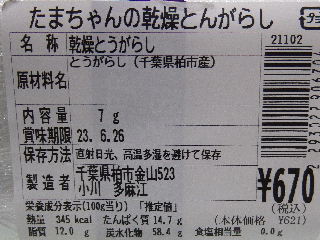 たまちゃんの乾燥とんがらし
名称 乾燥とうがらし 21102
原材料名 とうがらし（千葉県柏市産）
内容量 7g
賞味期限 23.6.26
保存方法 直射日光、高温多湿を避けて保存
製造者 千葉県柏市金山523
小川 多麻江
¥670
(税込)
栄養成分表示(100g当り)「推定値」 (本体価格 ¥621)
熱量 345kcal たんぱく質 14.7g
脂質 12.0g 炭水化物 58.4g 食塩相当量 0.0g